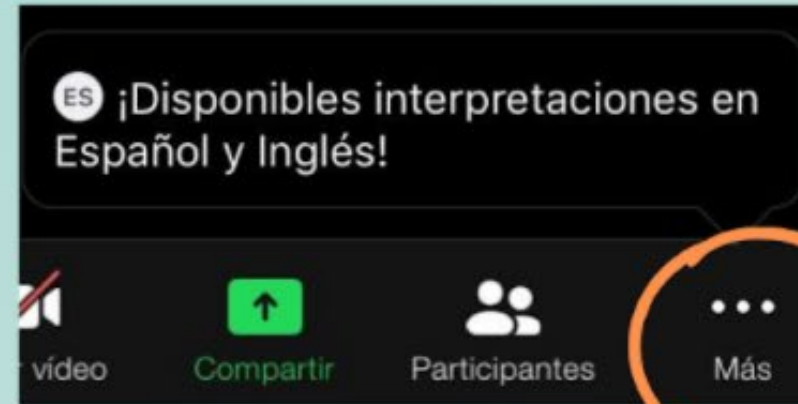 ES ¡Disponibles interpretaciones en
Español y Inglés!
r vídeo Compartir Participantes Más